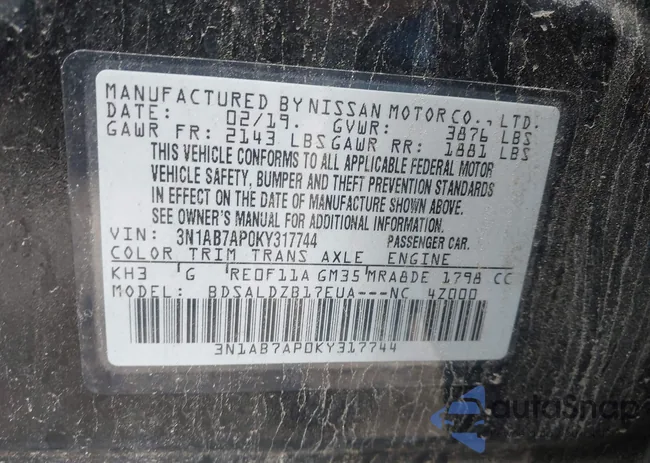 MANUFACTURED BY NISSAN MOTOR CO., LTD.
DATE: 02/19. GVWR: 3876 LBS
GAWR FR: 2143 LBS GAWR RR: 1881 LBS
THIS VEHICLE CONFORMS TO ALL APPLICABLE FEDERAL MOTOR
VEHICLE SAFETY, BUMPER AND THEFT PREVENTION STANDARDS
IN EFFECT ON THE DATE OF MANUFACTURE SHOWN ABOVE.
SEE OWNER'S MANUAL FOR ADDITIONAL INFORMATION.
VIN: 3N1AB7AP0KY317744 PASSENGER CAR.
COLOR TRIM TRANS AXLE ENGINE
KH3 G RE0F11A GM35 MRA8DE 1798 CC
MODEL: BDSALDZB17EUA---NC 4Z000
3N1AB7AP0KY317744
autoSnap